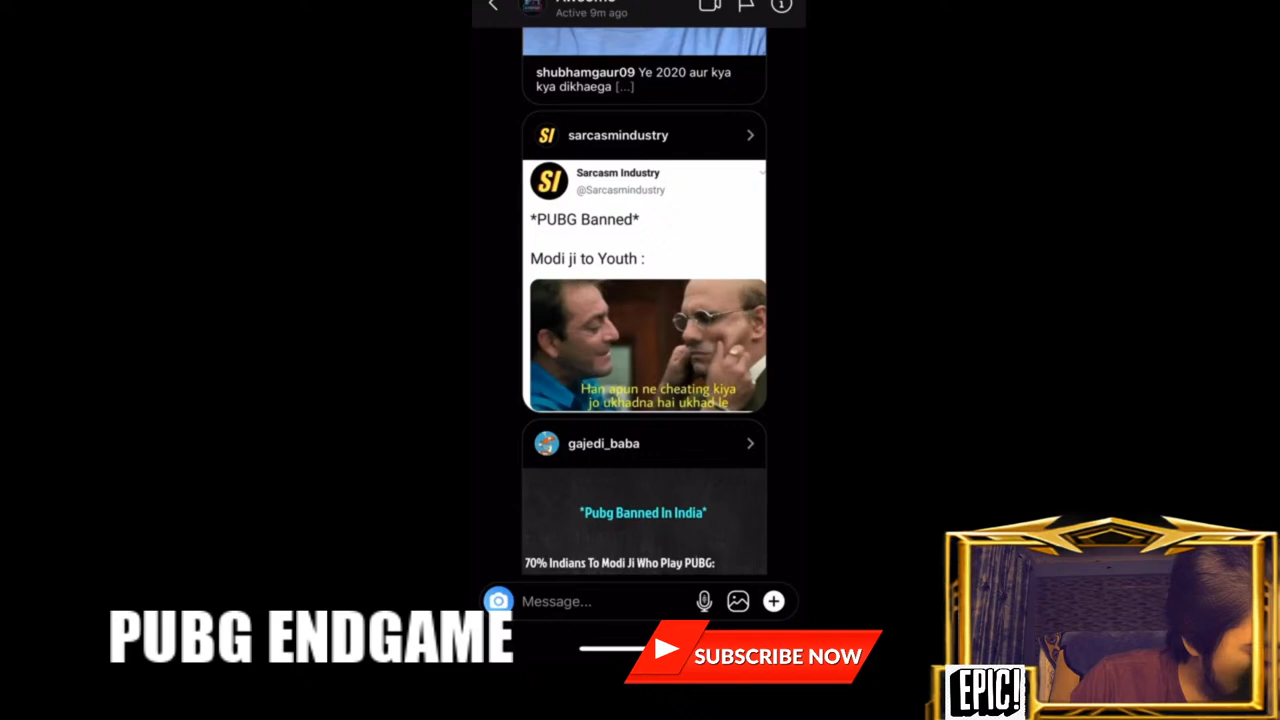 Active 9m ago
shubhamgaur09 Ye 2020 aur kya
kya dikhaega [...]
SI sarcasmindustry
SI
Sarcasm Industry
@Sarcasmindustry
*PUBG Banned*
Modi ji to Youth :
Han apun ne cheating kiya
jo ukhadna hai ukhad le
gajedi_baba
*Pubg Banned In India*
70% Indians To Modi Ji Who Play PUBG:
Message...
PUBG ENDGAME
SUBSCRIBE NOW
EPIC!